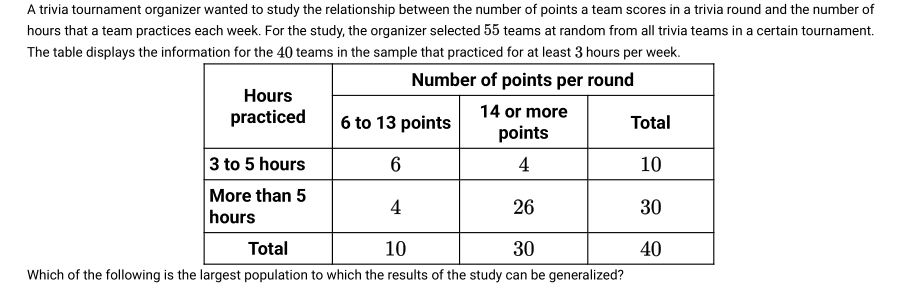 A trivia tournament organizer wanted to study the relationship between the number of points a team scores in a trivia round and the number of
hours that a team practices each week. For the study, the organizer selected 55 teams at random from all trivia teams in a certain tournament.
The table displays the information for the 40 teams in the sample that practiced for at least 3 hours per week.
Hours practiced
Number of points per round
6 to 13 points
14 or more points
Total
3 to 5 hours 6 4 10
More than 5 hours 4 26 30
Total 10 30 40
Which of the following is the largest population to which the results of the study can be generalized?